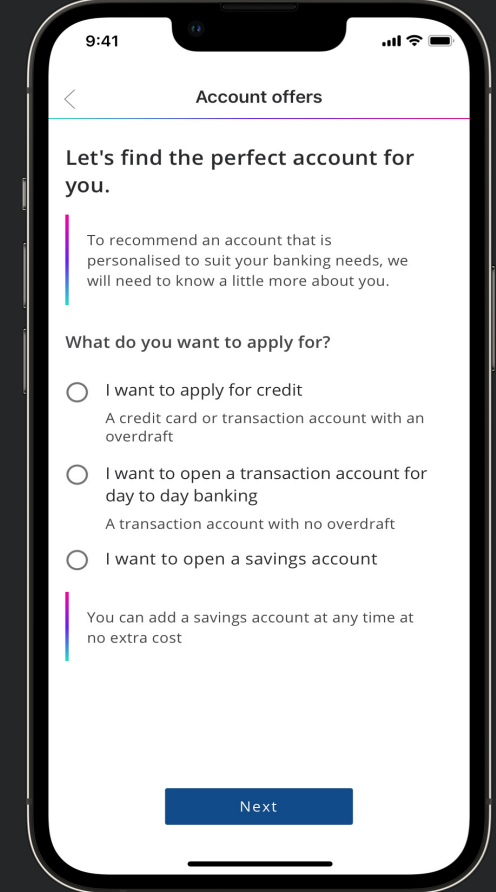 9:41
Account offers
Let's find the perfect account for
you.
To recommend an account that is
personalised to suit your banking needs, we
will need to know a little more about you.
What do you want to apply for?
I want to apply for credit
A credit card or transaction account with an
overdraft
I want to open a transaction account for
day to day banking
A transaction account with no overdraft
I want to open a savings account
You can add a savings account at any time at
no extra cost
Next